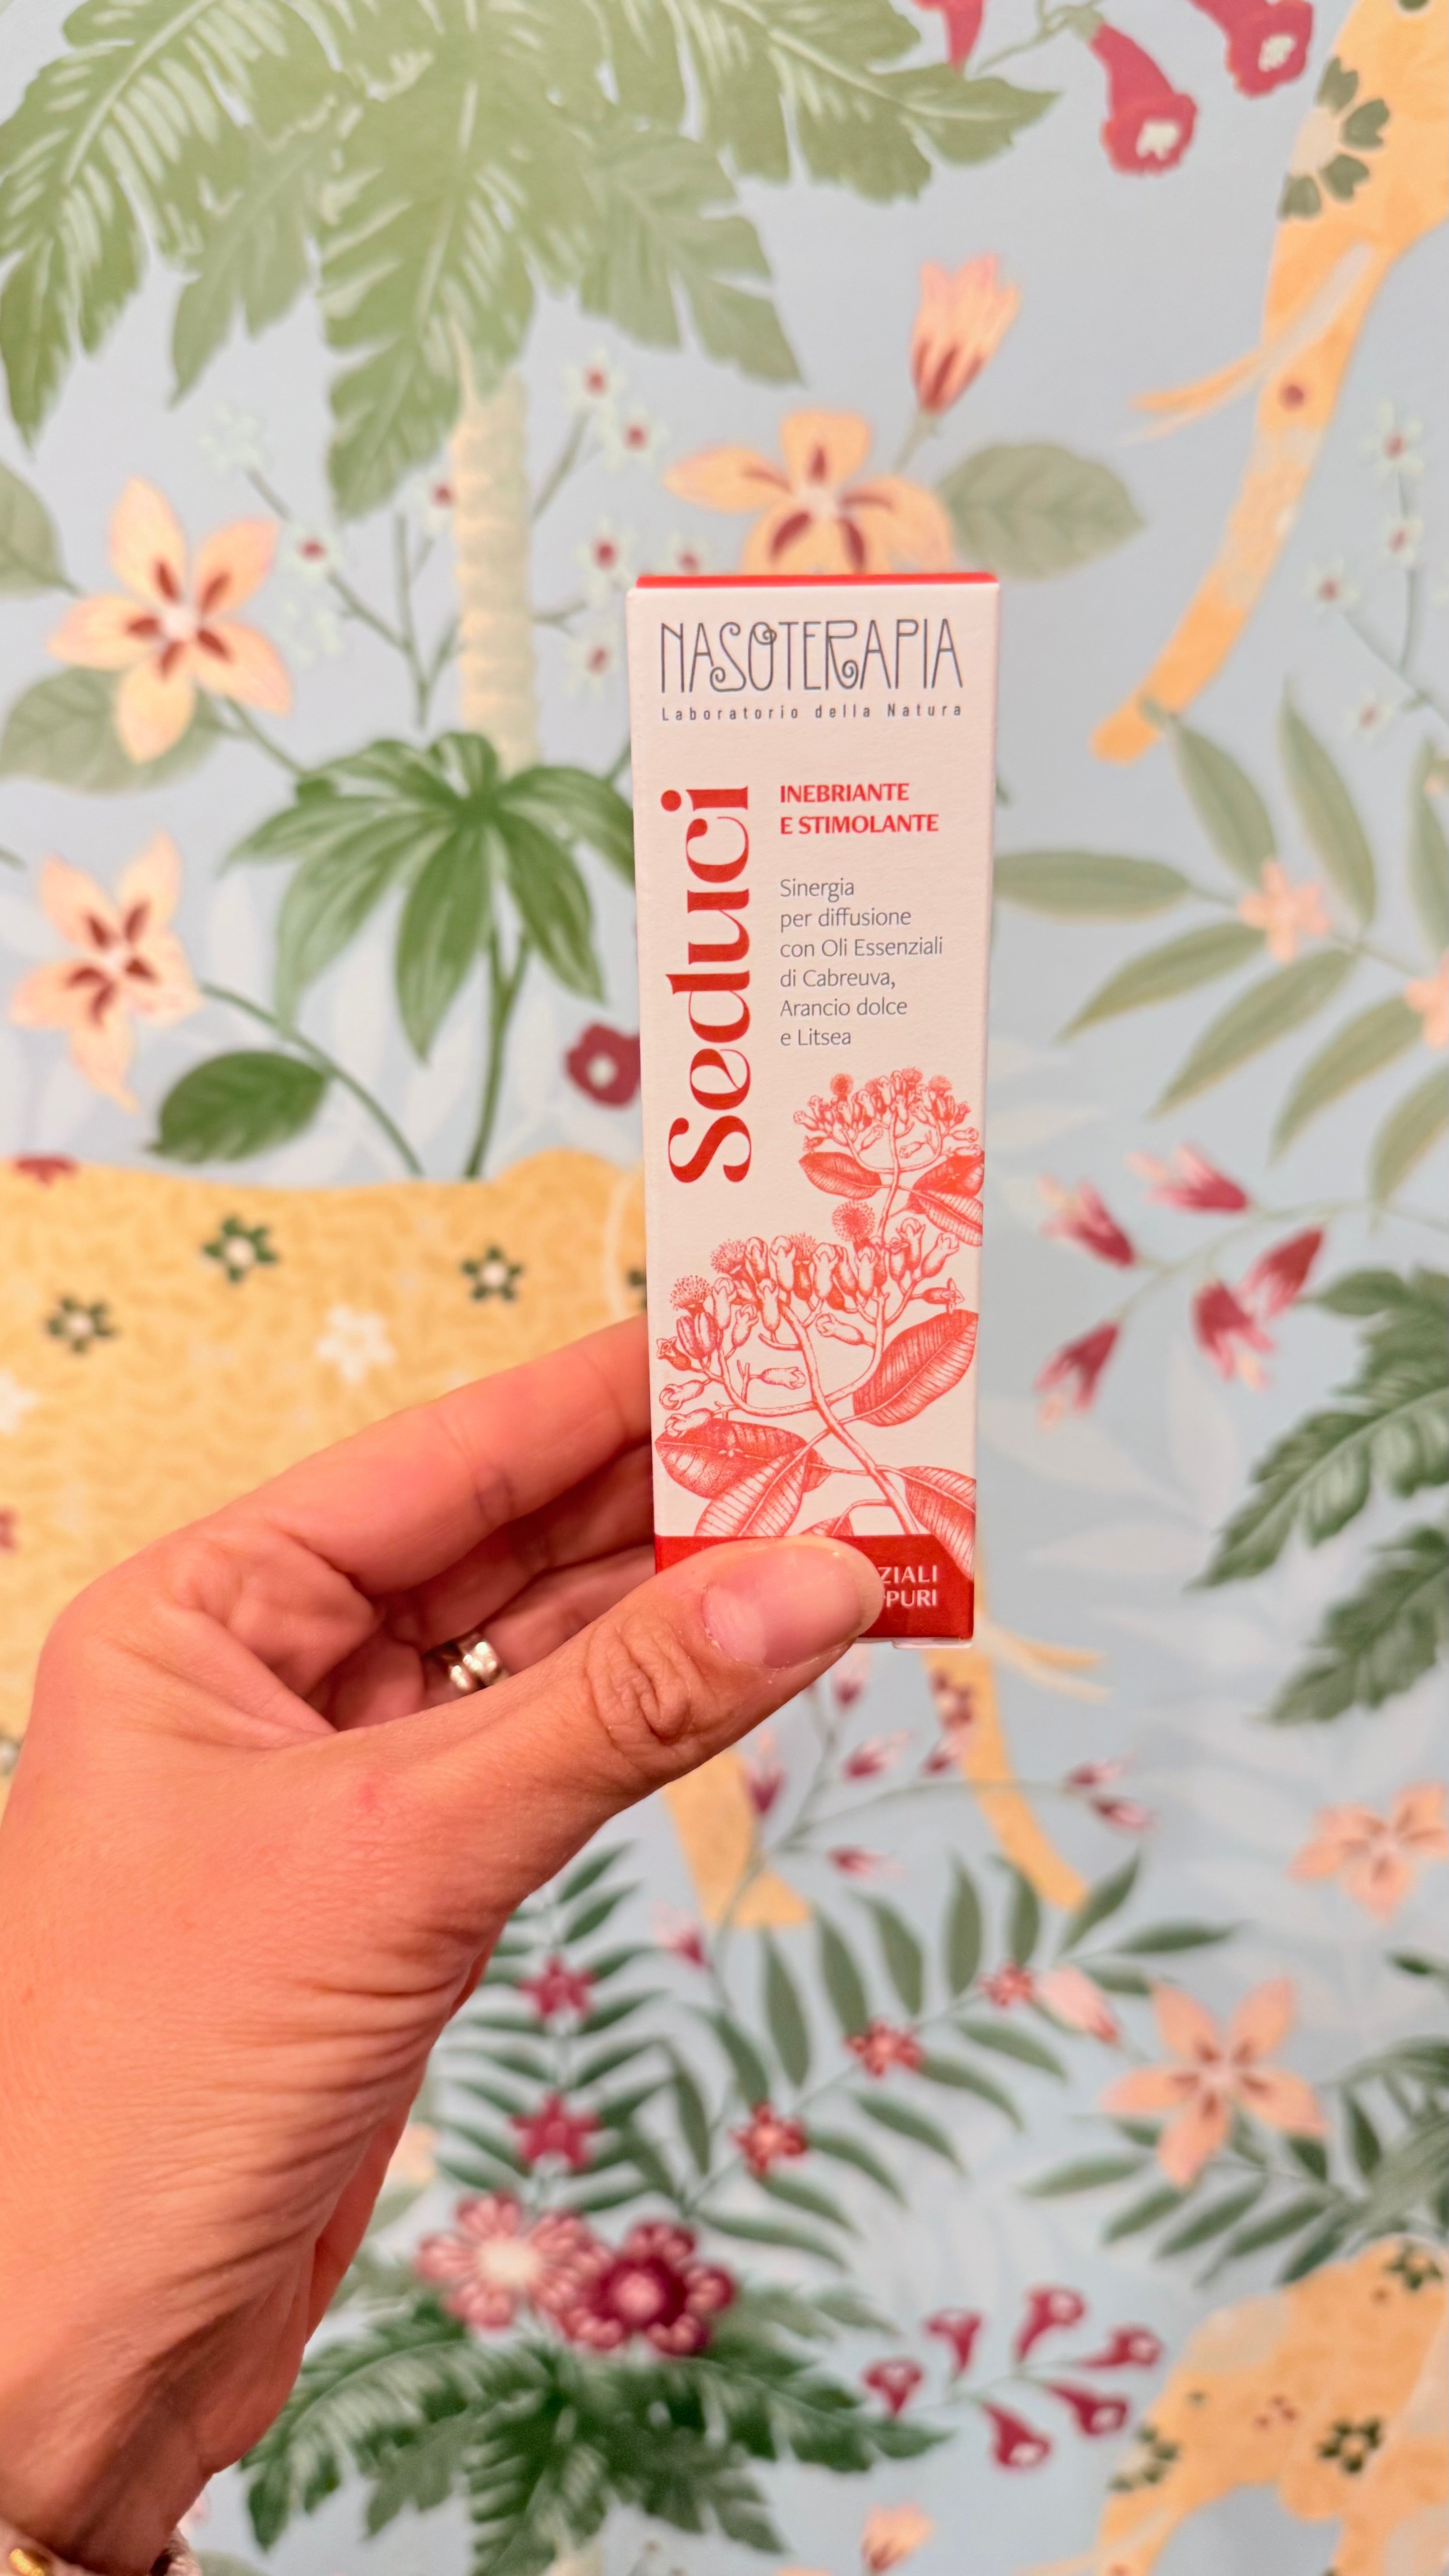 NASOTERAPIA
Laboratorio della Natura
Seduci
INEBRIANTE
E STIMOLANTE
Sinergia
per diffusione
con Oli Essenziali
di Cabreuva,
Arancio dolce
e Litsea